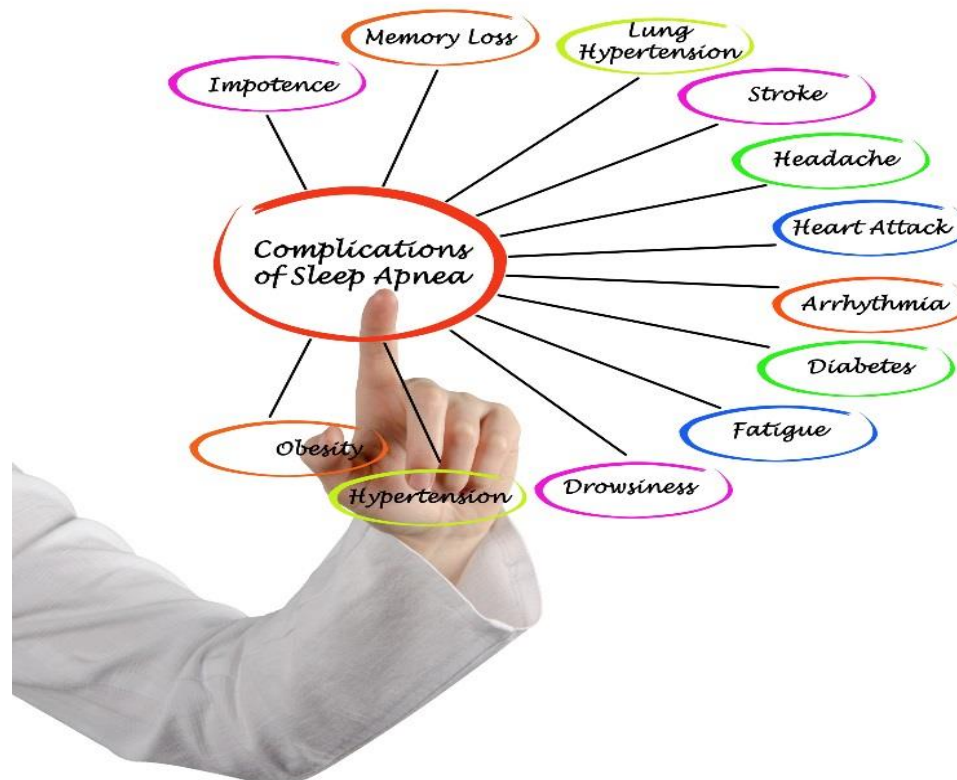 Memory Loss
Lung
Hypertension
Impotence
Stroke
Headache
Heart Attack
Complications
of Sleep Apnea
Arrhythmia
Diabetes
Fatigue
Obesity
Drowsiness
Hypertension